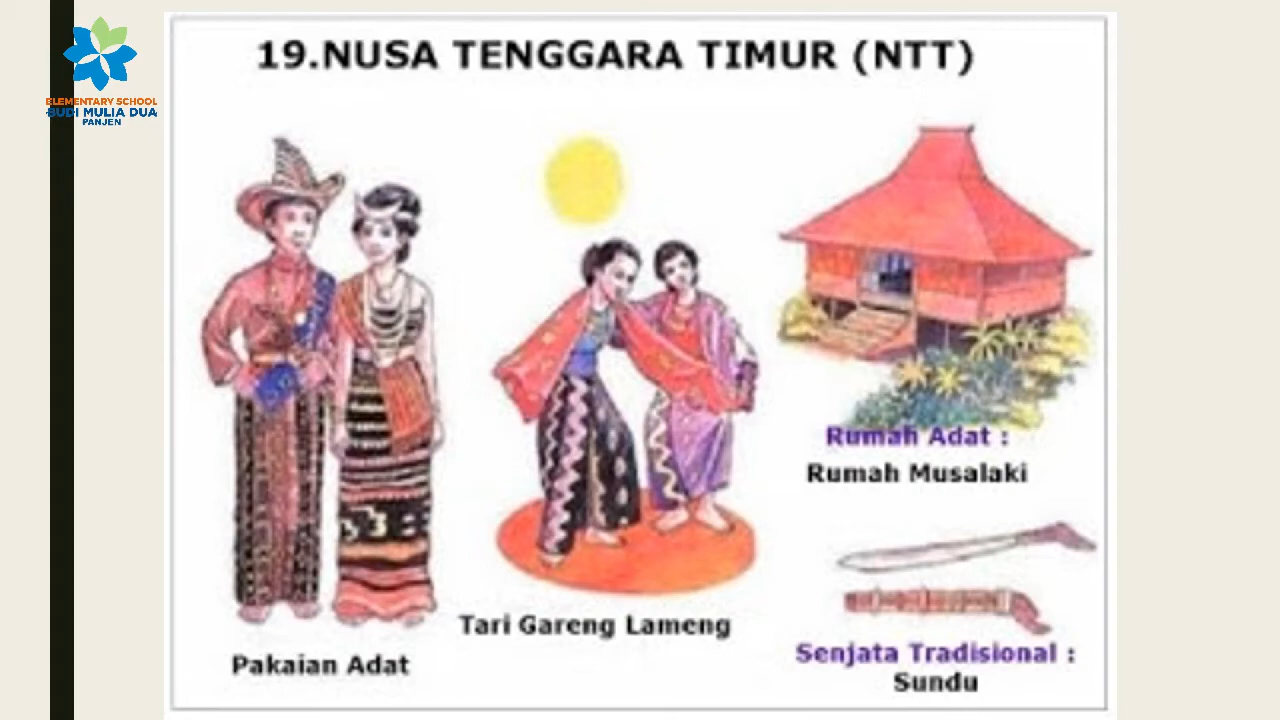 ELEMENTARY SCHOOL
BUDI MULIA DUA
PANJEN
19.NUSA TENGGARA TIMUR (NTT)
Rumah Adat :
Rumah Musalaki
Tari Gareng Lameng
Pakaian Adat
Senjata Tradisional :
Sundu